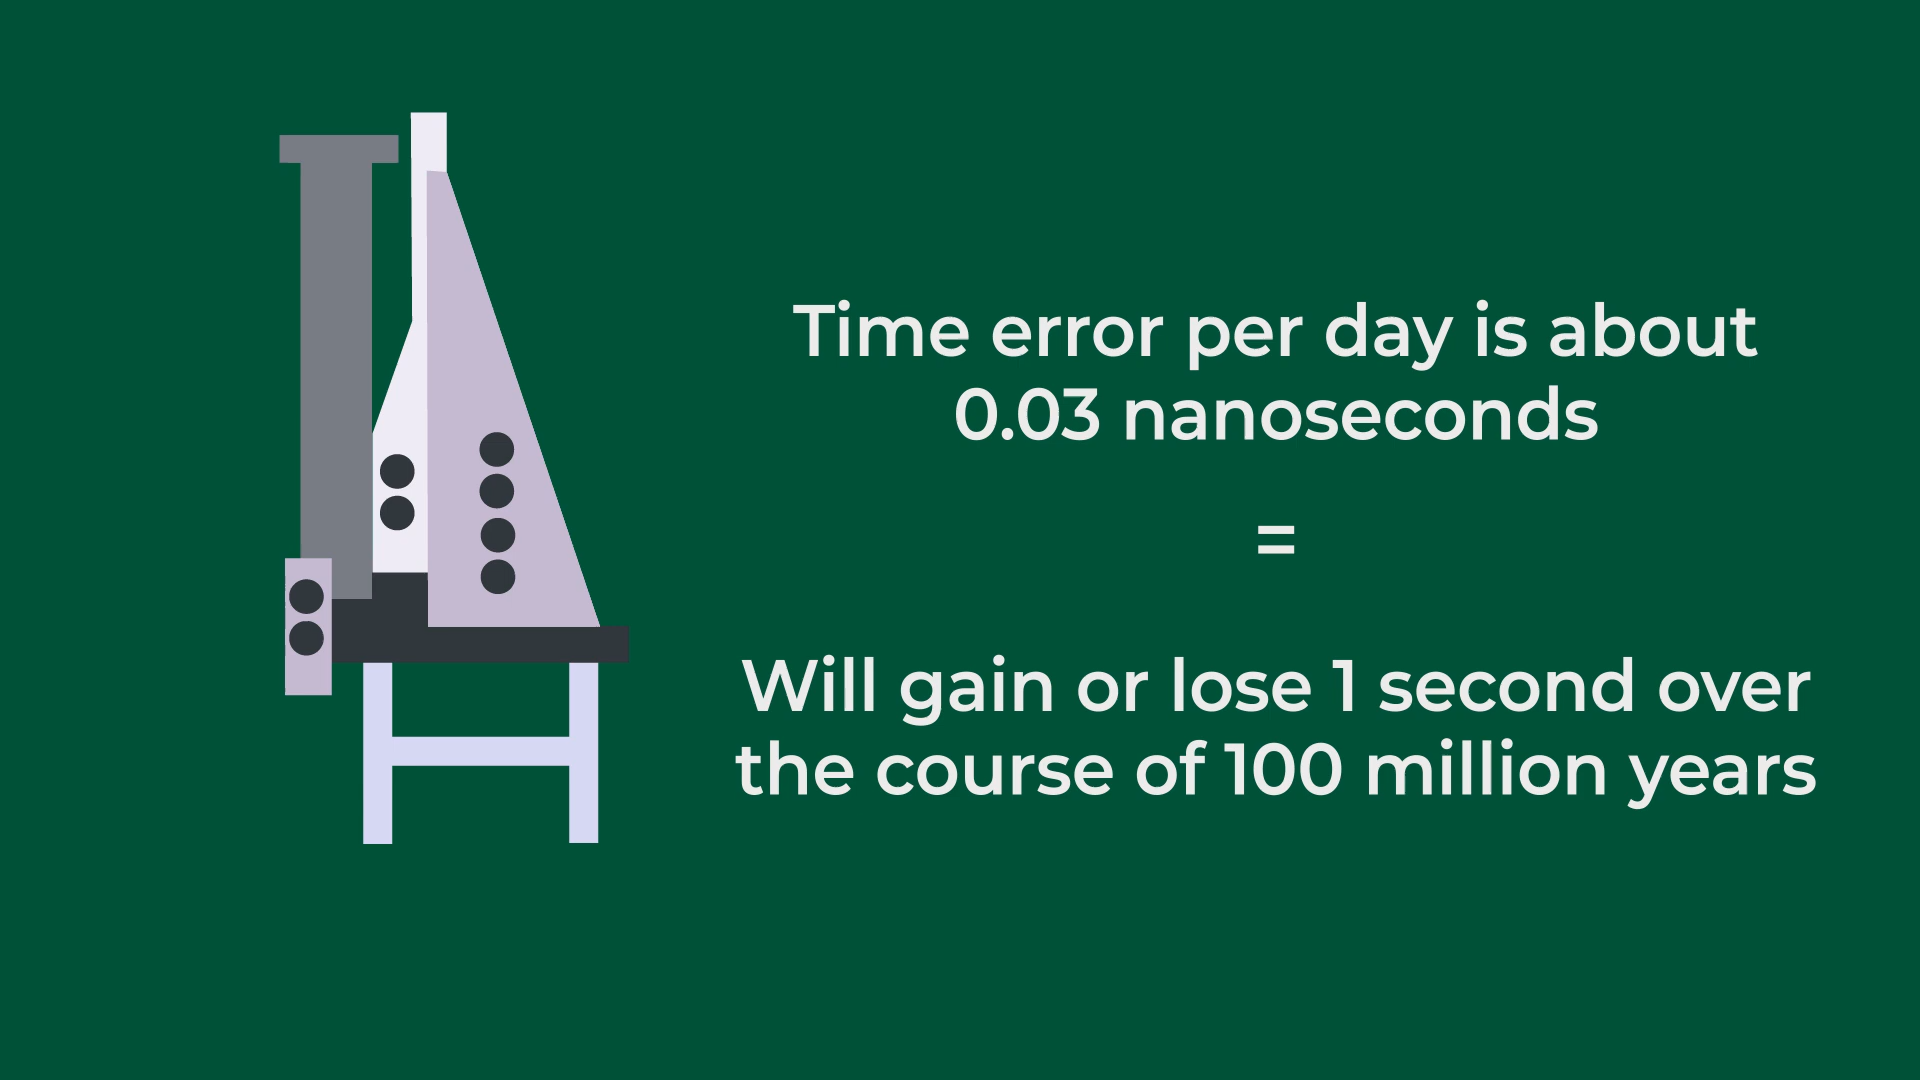 Time error per day is about
0.03 nanoseconds
=
Will gain or lose 1 second over
the course of 100 million years